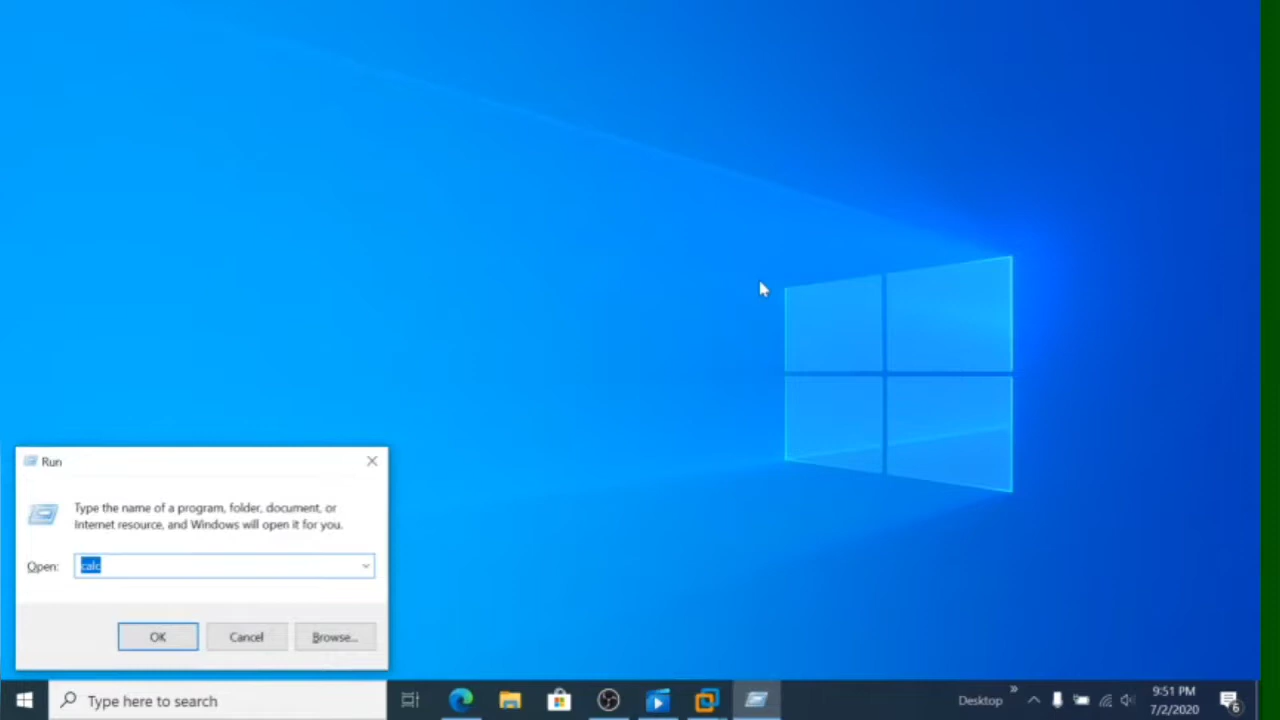 Run
Type the name of a program, folder, document, or
Internet resource, and Windows will open it for you.
Open:
calc
OK
Cancel
Browse...
Type here to search
Desktop
9:51 PM
7/2/2020
6